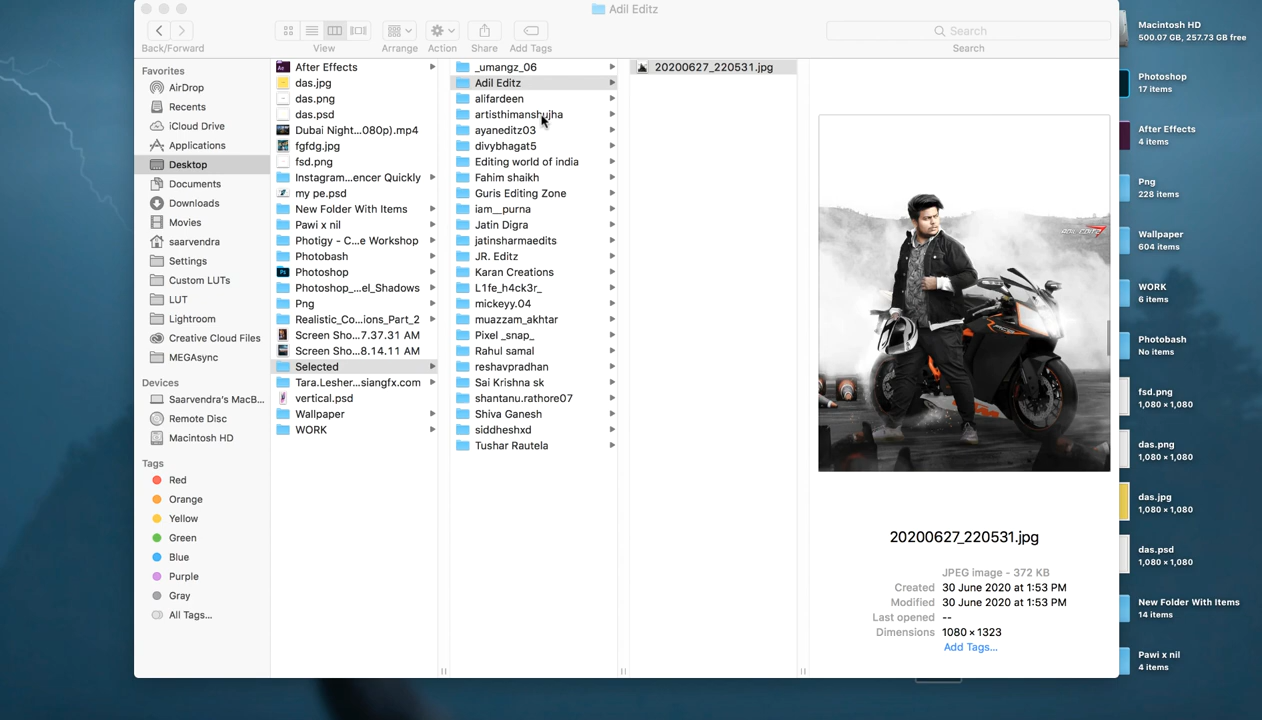 Adil Editz
Back/Forward
View
Arrange
Action
Share
Add Tags
Search
Search
Favorites
AirDrop
Recents
iCloud Drive
Applications
Desktop
Documents
Downloads
Movies
saarvendra
Settings
Custom LUTs
LUT
Lightroom
Creative Cloud Files
MEGAsync
Devices
Saarvendra's MacB...
Remote Disc
Macintosh HD
Tags
Red
Orange
Yellow
Green
Blue
Purple
Gray
All Tags...
After Effects
das.jpg
das.png
das.psd
Dubai Night...080p).mp4
fgfdg.jpg
fsd.png
Instagram...encer Quickly
my pe.psd
New Folder With Items
Pawi x nil
Photigy - C...e Workshop
Photobash
Photoshop
Photoshop_...el_Shadows
Png
Realistic_Co...ions_Part_2
Screen Sho...7.37.31 AM
Screen Sho...8.14.11 AM
Selected
Tara.Lesher...siangfx.com
vertical.psd
Wallpaper
WORK
_umangz_06
Adil Editz
alifardeen
artisthimanshujha
ayaneditz03
divybhagat5
Editing world of india
Fahim shaikh
Guris Editing Zone
iam__purna
Jatin Digra
jatinsharmaedits
JR. Editz
Karan Creations
L1fe_h4ck3r_
mickeyy.04
muazzam_akhtar
Pixel _snap_
Rahul samal
reshavpradhan
Sai Krishna sk
shantanu.rathore07
Shiva Ganesh
siddheshxd
Tushar Rautela
20200627_220531.jpg
ADIL EDITZ
KTM
20200627_220531.jpg
JPEG image - 372 KB
Created 30 June 2020 at 1:53 PM
Modified 30 June 2020 at 1:53 PM
Last opened --
Dimensions 1080 × 1323
Add Tags...
Macintosh HD
500.07 GB, 257.73 GB free
Photoshop
17 items
After Effects
4 items
Png
228 items
Wallpaper
604 items
WORK
6 items
Photobash
No items
fsd.png
1,080 × 1,080
das.png
1,080 × 1,080
das.jpg
1,080 × 1,080
das.psd
1,080 × 1,080
New Folder With Items
14 items
Pawi x nil
4 items